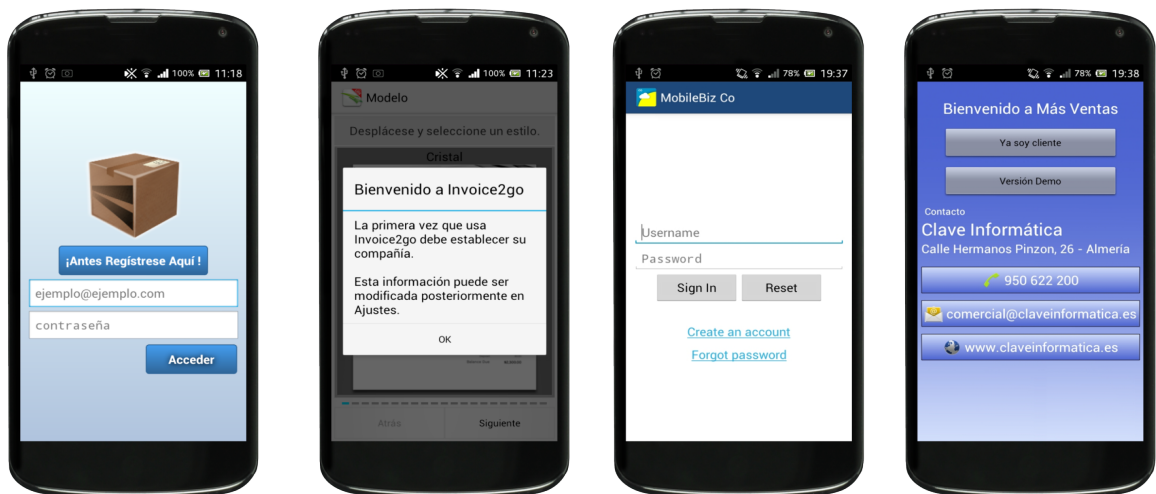 100% 11:18
¡Antes Regístrese Aquí !
ejemplo@ejemplo.com
contraseña
Acceder
100% 11:23
Modelo
Desplácese y seleccione un estilo.
Cristal
Bienvenido a Invoice2go
La primera vez que usa
Invoice2go debe establecer su
compañía.
Esta información puede ser
modificada posteriormente en
Ajustes.
OK
Atrás Siguiente
78% 19:37
MobileBiz Co
Username
Password
Sign In Reset
Create an account
Forgot password
78% 19:38
Bienvenido a Más Ventas
Ya soy cliente
Versión Demo
Contacto
Clave Informática
Calle Hermanos Pinzon, 26 - Almería
950 622 200
comercial@claveinformatica.es
www.claveinformatica.es